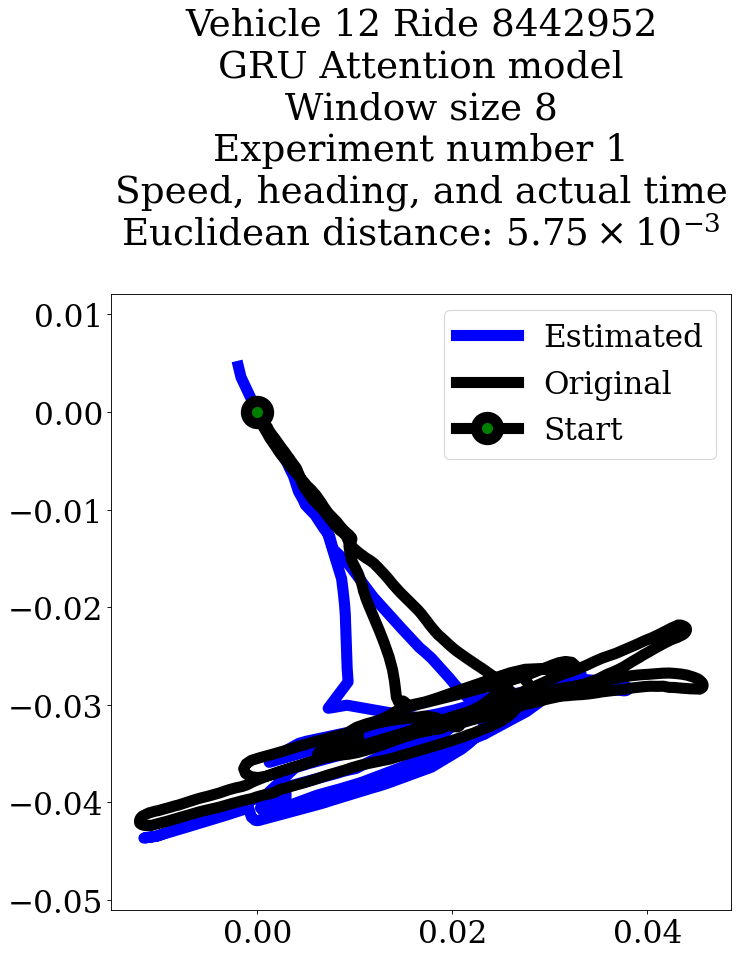 Vehicle 12 Ride 8442952
GRU Attention model
Window size 8
Experiment number 1
Speed, heading, and actual time
Euclidean distance: 5.75 × 10⁻³
Estimated
Original
Start
0.01
0.00
−0.01
−0.02
−0.03
−0.04
−0.05
0.00 0.02 0.04